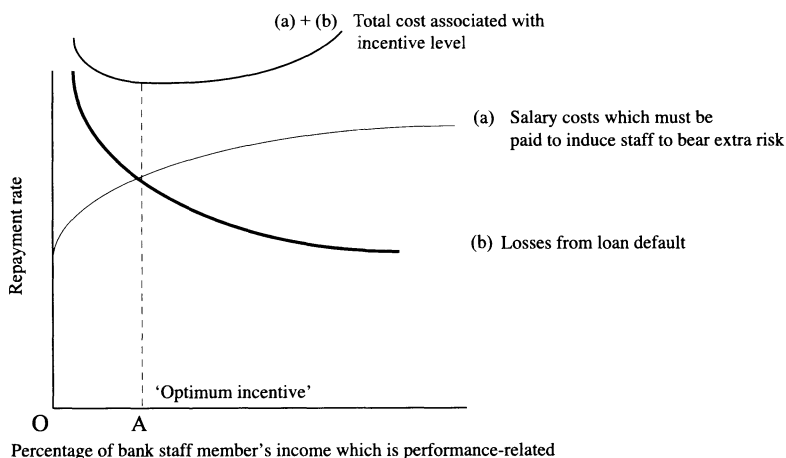 (a) + (b) Total cost associated with
incentive level
(a) Salary costs which must be
paid to induce staff to bear extra risk
Repayment rate
(b) Losses from loan default
‘Optimum incentive’
O A
Percentage of bank staff member’s income which is performance-related